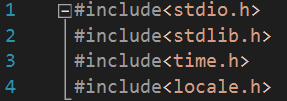 1 #include<stdio.h>
2 #include<stdlib.h>
3 #include<time.h>
4 #include<locale.h>